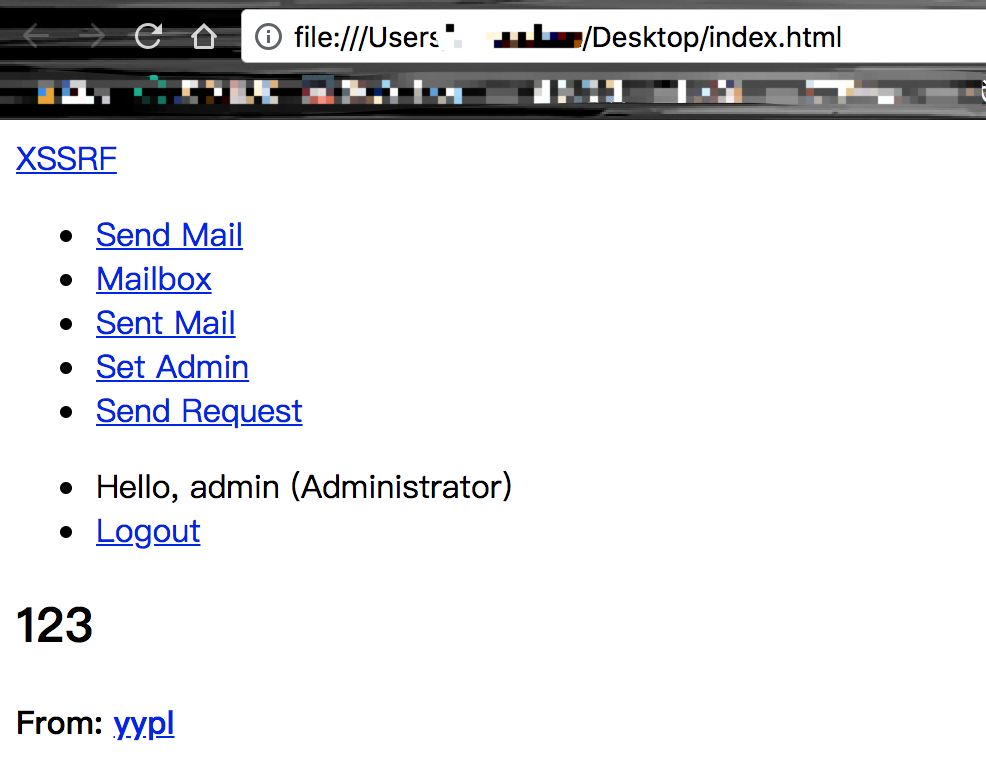 file:///Users /Desktop/index.html
XSSRF
Send Mail
Mailbox
Sent Mail
Set Admin
Send Request
Hello, admin (Administrator)
Logout
123
From: yypl